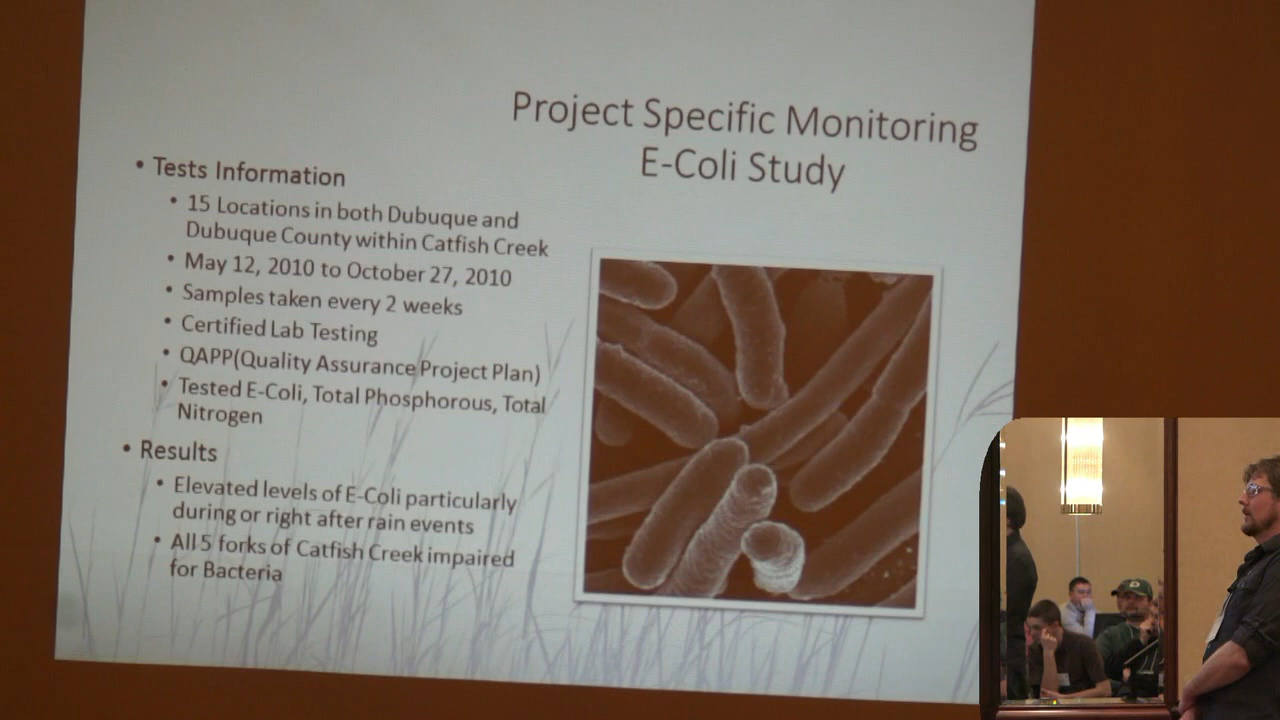 Project Specific Monitoring
E-Coli Study
• Tests Information
• 15 Locations in both Dubuque and
Dubuque County within Catfish Creek
• May 12, 2010 to October 27, 2010
• Samples taken every 2 weeks
• Certified Lab Testing
• QAPP(Quality Assurance Project Plan)
• Tested E-Coli, Total Phosphorous, Total
Nitrogen
• Results
• Elevated levels of E-Coli particularly
during or right after rain events
• All 5 forks of Catfish Creek impaired
for Bacteria